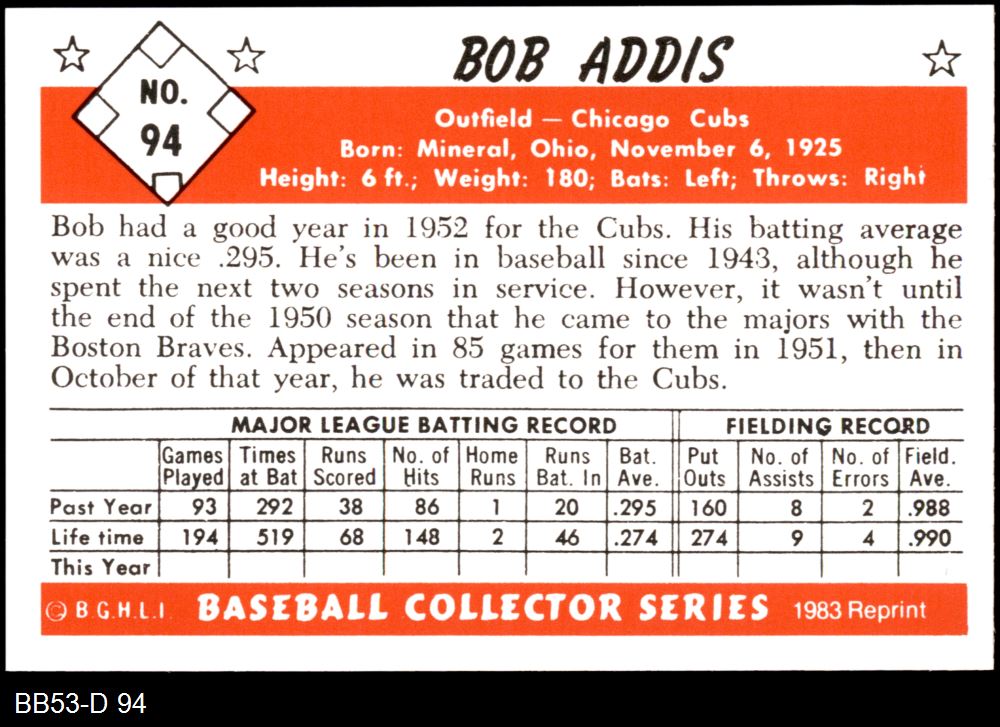 BOB ADDIS
NO.
94
Outfield — Chicago Cubs
Born: Mineral, Ohio, November 6, 1925
Height: 6 ft.; Weight: 180; Bats: Left; Throws: Right
Bob had a good year in 1952 for the Cubs. His batting average
was a nice .295. He's been in baseball since 1943, although he
spent the next two seasons in service. However, it wasn't until
the end of the 1950 season that he came to the majors with the
Boston Braves. Appeared in 85 games for them in 1951, then in
October of that year, he was traded to the Cubs.
MAJOR LEAGUE BATTING RECORD FIELDING RECORD
Games Times Runs No. of Home Runs Bat. Put No. of No. of Field.
Played at Bat Scored Hits Runs Bat. In Ave. Outs Assists Errors Ave.
Past Year 93 292 38 86 1 20 .295 160 8 2 .988
Life time 194 519 68 148 2 46 .274 274 9 4 .990
This Year
© B.G.H.L.I. BASEBALL COLLECTOR SERIES 1983 Reprint
BB53-D 94